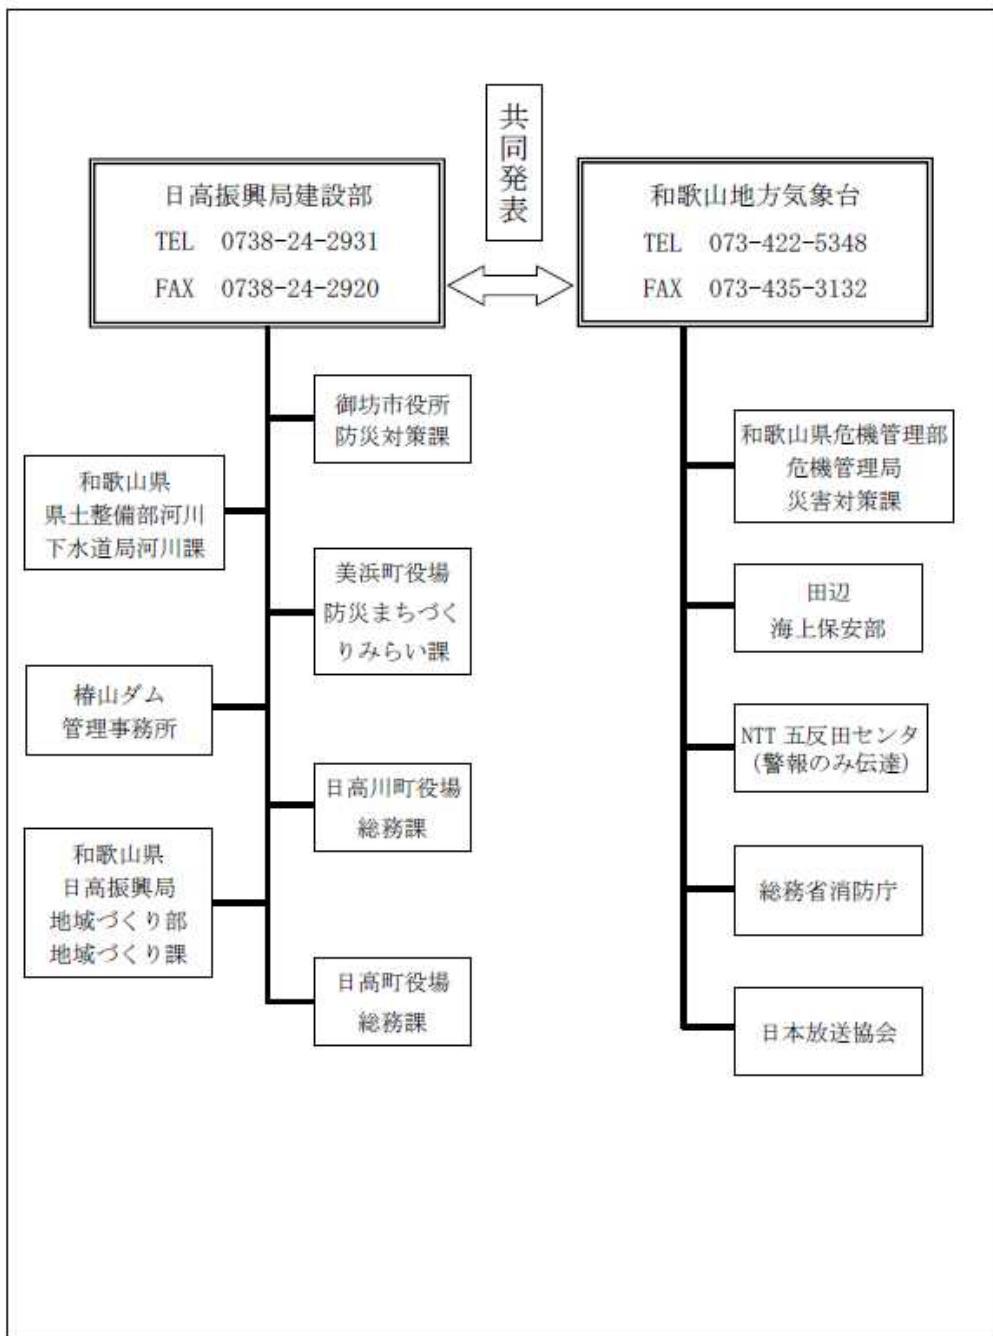 共同発表
日高振興局建設部
TEL 0738-24-2931
FAX 0738-24-2920
和歌山地方気象台
TEL 073-422-5348
FAX 073-435-3132
御坊市役所
防災対策課
和歌山県
県土整備部河川
下水道局河川課
美浜町役場
防災まちづく
りみらい課
椿山ダム
管理事務所
日高川町役場
総務課
和歌山県
日高振興局
地域づくり部
地域づくり課
日高町役場
総務課
和歌山県危機管理部
危機管理局
災害対策課
田辺
海上保安部
NTT 五反田センタ
(警報のみ伝達)
総務省消防庁
日本放送協会